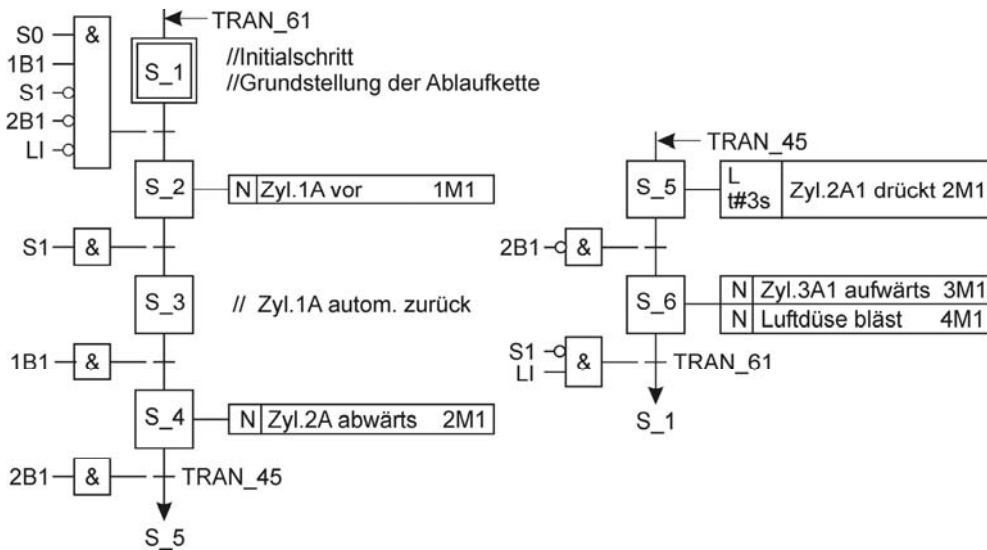 TRAN_61
S0
&
1B1
S1
2B1
LI
S_1
//Initialschritt
//Grundstellung der Ablaufkette
S_2
N Zyl.1A vor 1M1
S1 &
S_3
// Zyl.1A autom. zurück
1B1 &
S_4
N Zyl.2A abwärts 2M1
2B1 &
TRAN_45
S_5
TRAN_45
S_5
L
t#3s
Zyl.2A1 drückt 2M1
2B1 &
S_6
N Zyl.3A1 aufwärts 3M1
N Luftdüse bläst 4M1
S1
LI
&
TRAN_61
S_1